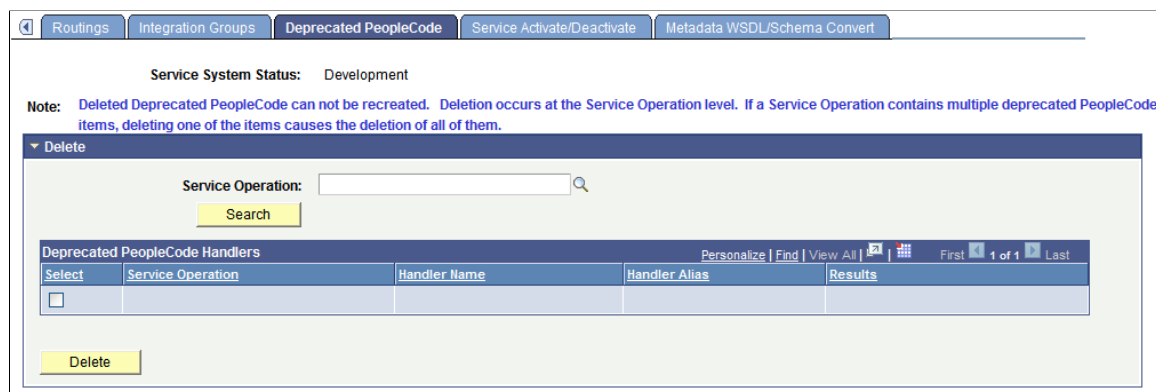 Routings Integration Groups Deprecated PeopleCode Service Activate/Deactivate Metadata WSDL/Schema Convert
Service System Status: Development
Note: Deleted Deprecated PeopleCode can not be recreated. Deletion occurs at the Service Operation level. If a Service Operation contains multiple deprecated PeopleCode
items, deleting one of the items causes the deletion of all of them.
Delete
Service Operation:
Search
Deprecated PeopleCode Handlers Personalize | Find | View All | | First 1 of 1 Last
Select Service Operation Handler Name Handler Alias Results
Delete